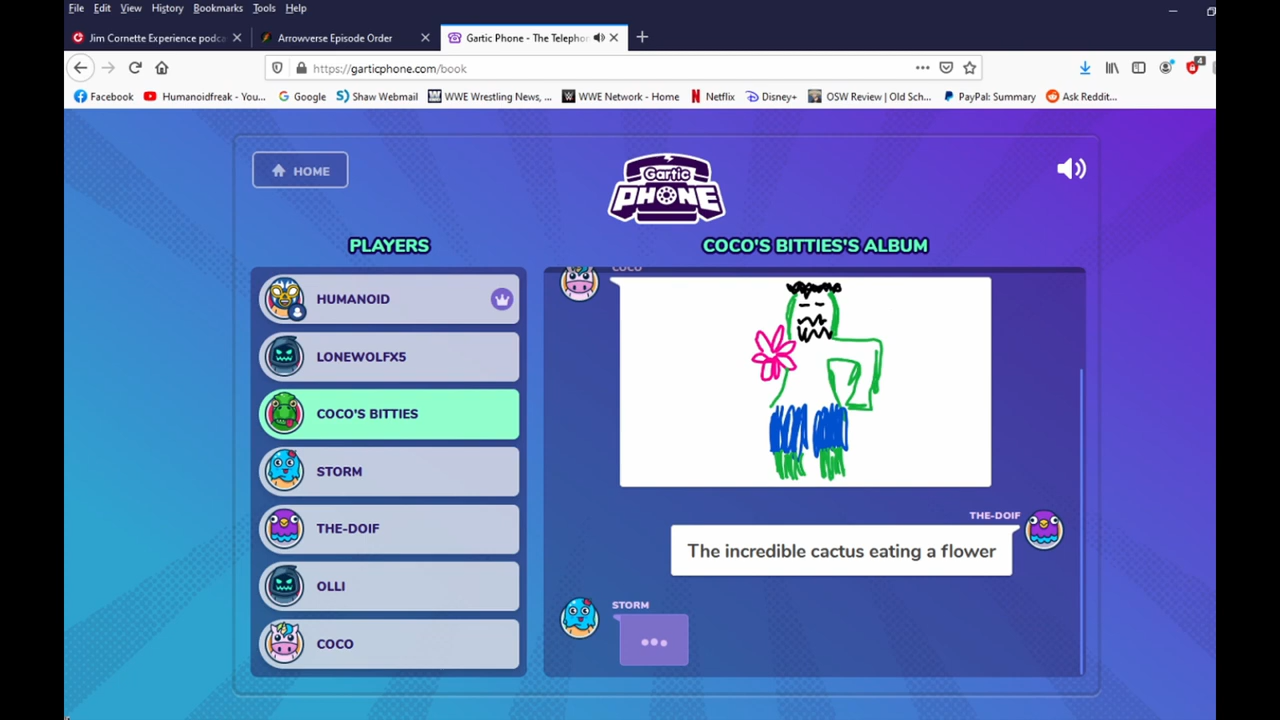 File Edit View History Bookmarks Tools Help
Jim Cornette Experience podca
Arrowverse Episode Order
Gartic Phone - The Telephon
https://garticphone.com/book
4
Facebook
Humanoidfreak - You...
Google
Shaw Webmail
WWE Wrestling News, ...
WWE Network - Home
Netflix
Disney+
OSW Review | Old Sch...
PayPal: Summary
Ask Reddit...
HOME
Gartic
PHONE
PLAYERS
COCO'S BITTIES'S ALBUM
HUMANOID
LONEWOLFX5
COCO'S BITTIES
STORM
THE-DOIF
OLLI
COCO
COCO
THE-DOIF
The incredible cactus eating a flower
STORM